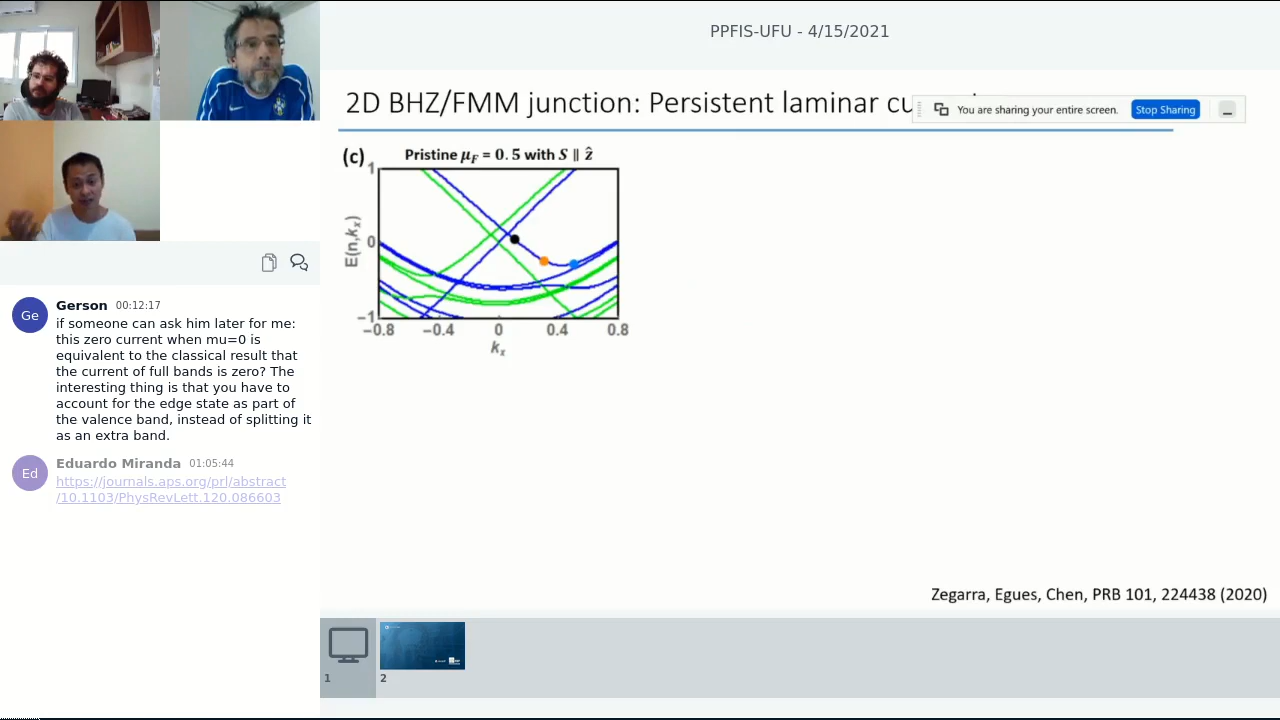 PPFIS-UFU - 4/15/2021
2D BHZ/FMM junction: Persistent laminar
You are sharing your entire screen.
Stop Sharing
(c)
Pristine μF = 0.5 with S ∥ ẑ
1
0
−1
E(n,kx)
−0.8 −0.4 0 0.4 0.8
kx
Zegarra, Egues, Chen, PRB 101, 224438 (2020)
Ge
Gerson 00:12:17
if someone can ask him later for me:
this zero current when mu=0 is
equivalent to the classical result that
the current of full bands is zero? The
interesting thing is that you have to
account for the edge state as part of
the valence band, instead of splitting it
as an extra band.
Ed
Eduardo Miranda 01:05:44
https://journals.aps.org/prl/abstract
/10.1103/PhysRevLett.120.086603
1
2